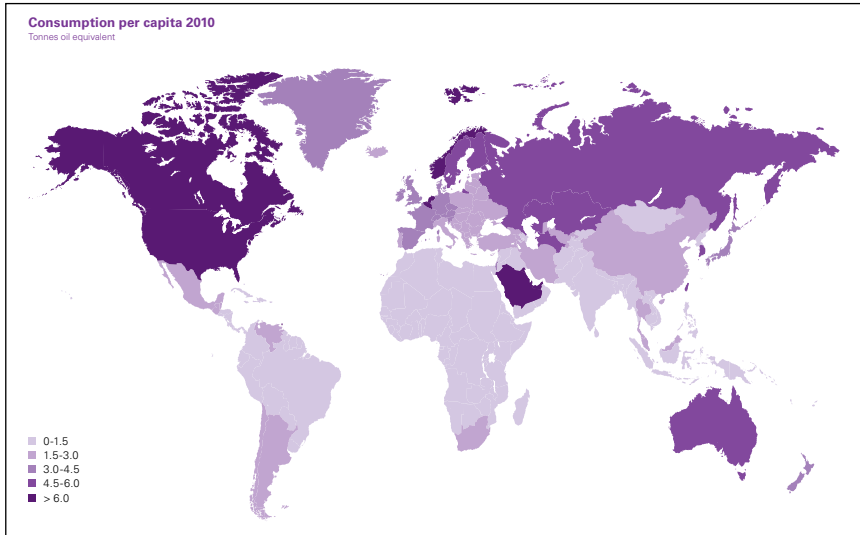 Consumption per capita 2010
Tonnes oil equivalent
0-1.5
1.5-3.0
3.0-4.5
4.5-6.0
> 6.0